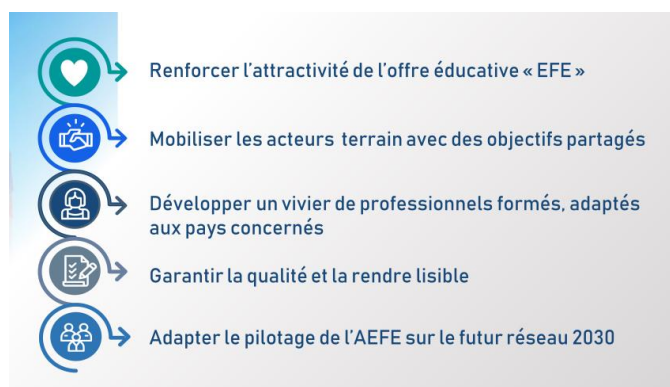 Renforcer l'attractivité de l'offre éducative « EFE »
Mobiliser les acteurs terrain avec des objectifs partagés
Développer un vivier de professionnels formés, adaptés
aux pays concernés
Garantir la qualité et la rendre lisible
Adapter le pilotage de l'AEFE sur le futur réseau 2030